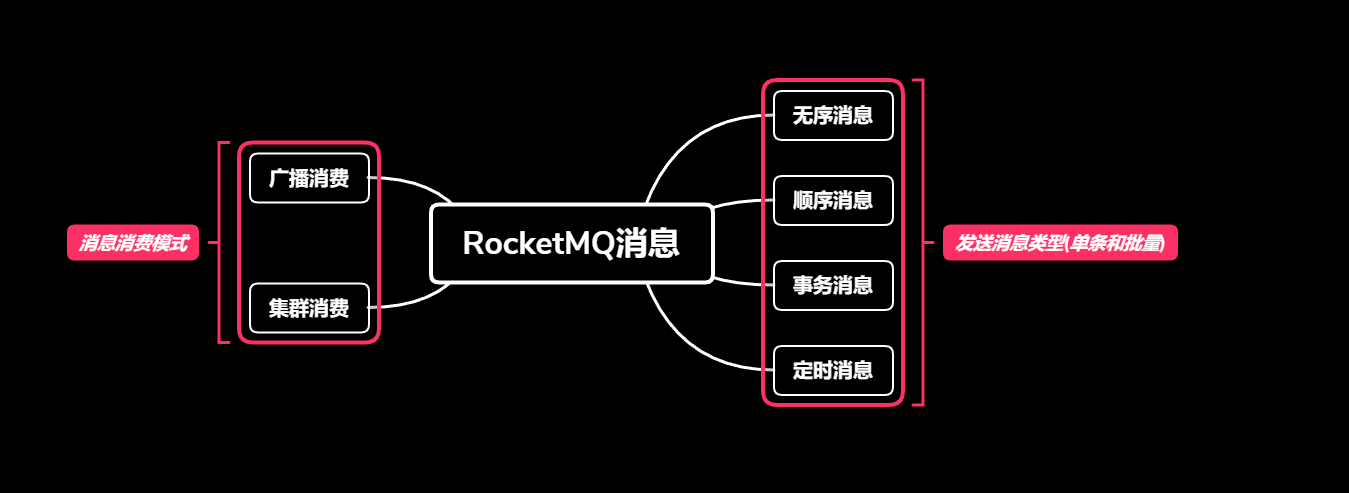 消息消费模式
广播消费
集群消费
RocketMQ消息
无序消息
顺序消息
事务消息
定时消息
发送消息类型(单条和批量)